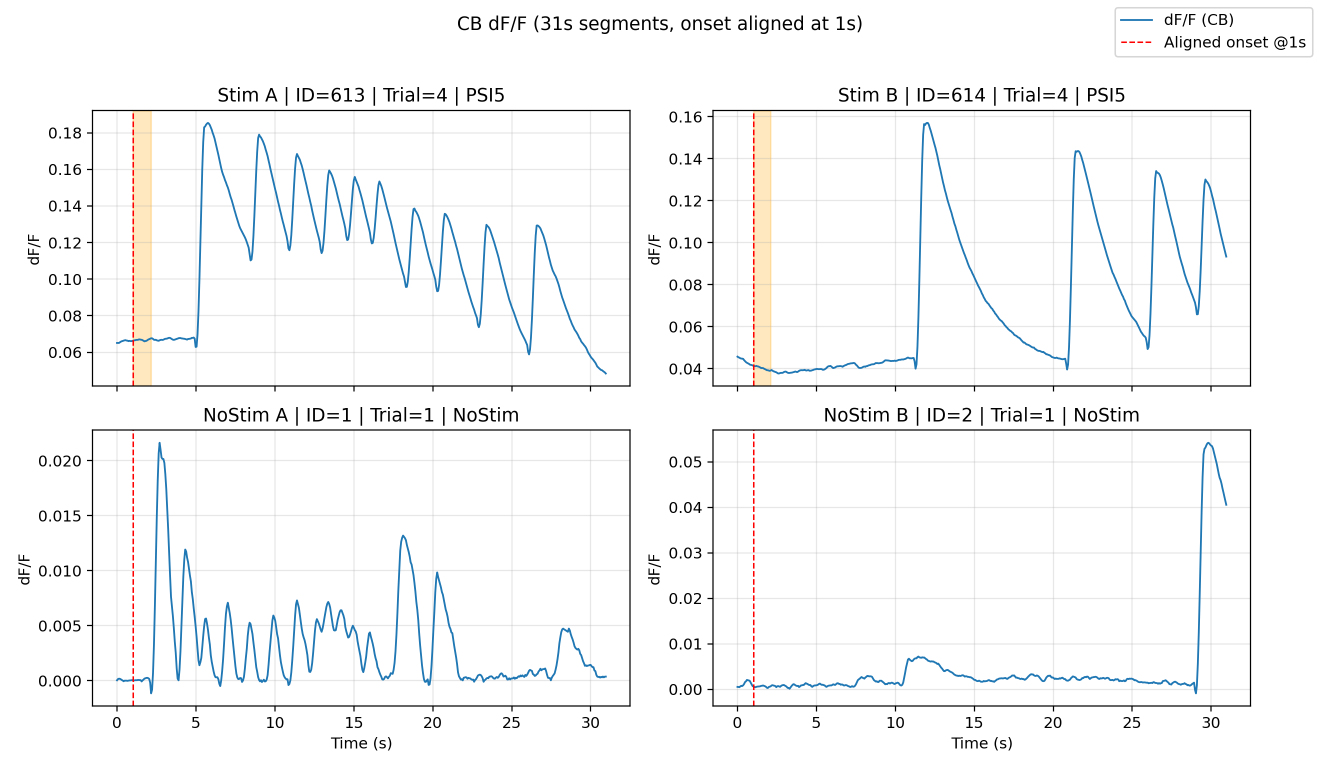 CB dF/F (31s segments, onset aligned at 1s)
dF/F (CB)
Aligned onset @1s
Stim A | ID=613 | Trial=4 | PSI5
dF/F
0.18
0.16
0.14
0.12
0.10
0.08
0.06
Stim B | ID=614 | Trial=4 | PSI5
dF/F
0.16
0.14
0.12
0.10
0.08
0.06
0.04
NoStim A | ID=1 | Trial=1 | NoStim
dF/F
0.020
0.015
0.010
0.005
0.000
0 5 10 15 20 25 30
Time (s)
NoStim B | ID=2 | Trial=1 | NoStim
dF/F
0.05
0.04
0.03
0.02
0.01
0.00
0 5 10 15 20 25 30
Time (s)